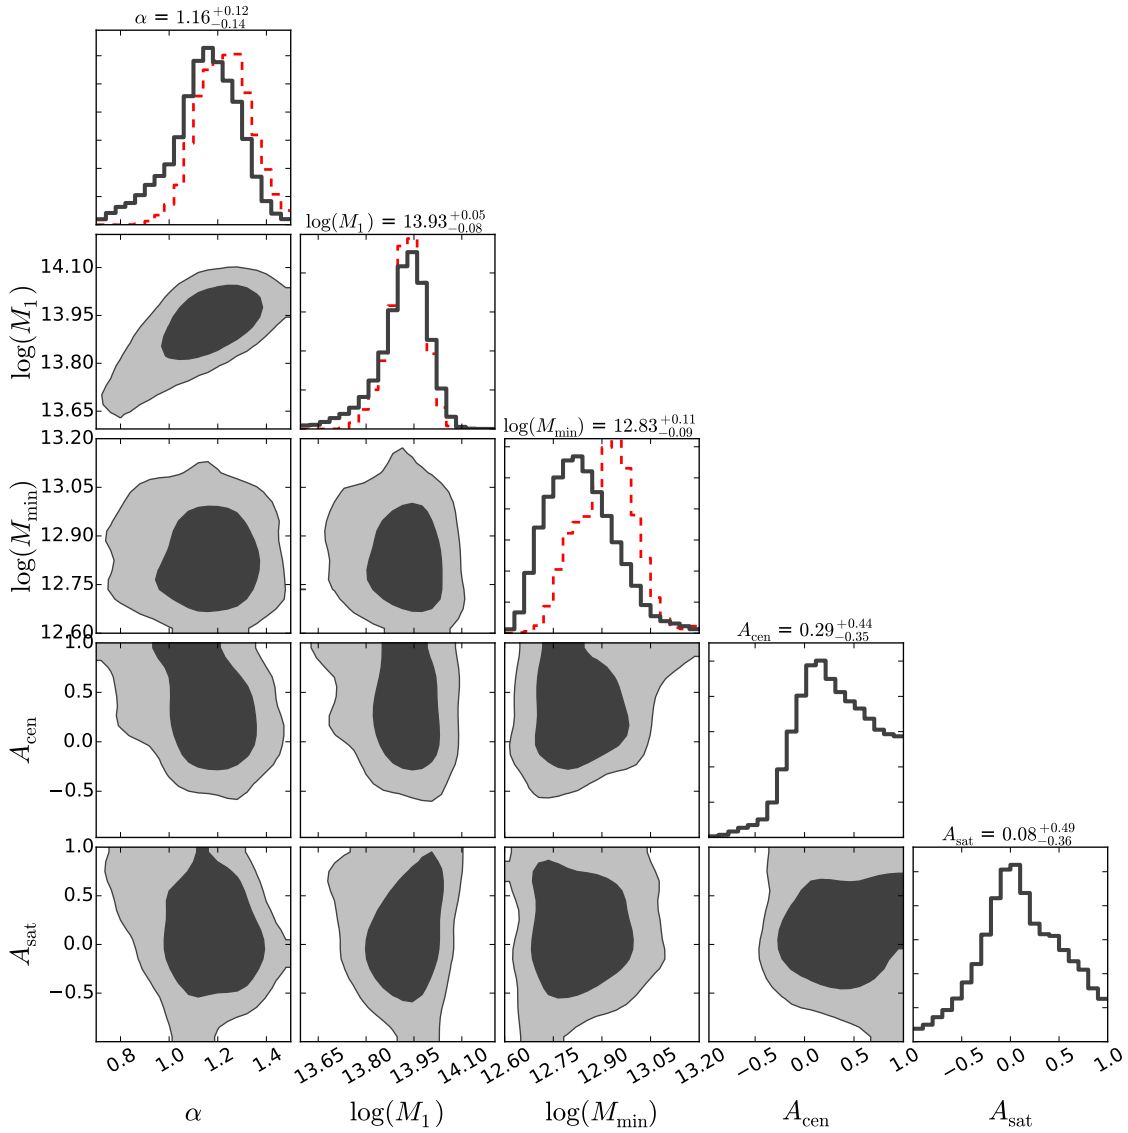 α = 1.16 +0.12 −0.14
log(M₁) = 13.93 +0.05 −0.08
14.10
13.95
13.80
13.65
log(M₁)
log(M_min) = 12.83 +0.11 −0.09
13.20
13.05
12.90
12.75
12.60
log(M_min)
A_cen = 0.29 +0.44 −0.35
1.0
0.5
0.0
−0.5
A_cen
A_sat = 0.08 +0.49 −0.36
1.0
0.5
0.0
−0.5
A_sat
0.8 1.0 1.2 1.4 13.65 13.80 13.95 14.10 12.60 12.75 12.90 13.05 13.20 −0.5 0.0 0.5 1.0 −0.5 0.0 0.5 1.0
α log(M₁) log(M_min) A_cen A_sat